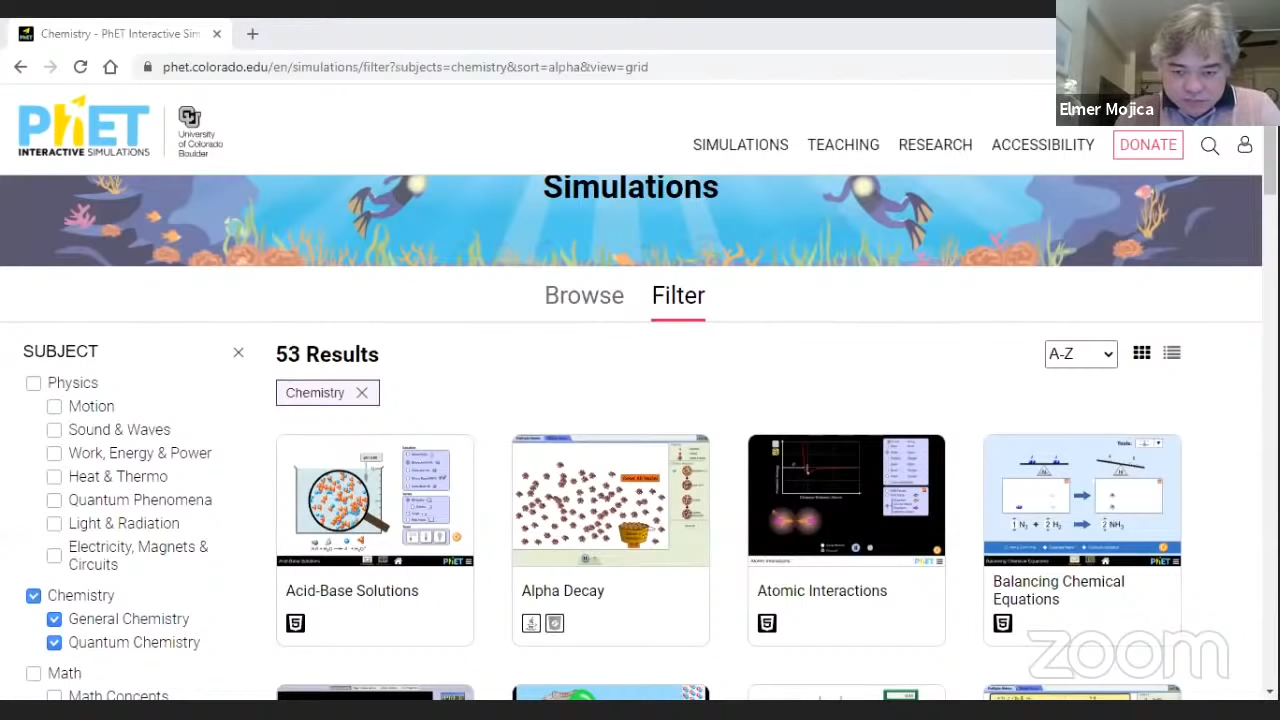 Chemistry - PhET Interactive Sim
phet.colorado.edu/en/simulations/filter?subjects=chemistry&sort=alpha&view=grid
Elmer Mojica
PhET
INTERACTIVE SIMULATIONS
University
of Colorado
Boulder
SIMULATIONS
TEACHING
RESEARCH
ACCESSIBILITY
DONATE
Simulations
Browse
Filter
SUBJECT
Physics
Motion
Sound & Waves
Work, Energy & Power
Heat & Thermo
Quantum Phenomena
Light & Radiation
Electricity, Magnets &
Circuits
Chemistry
General Chemistry
Quantum Chemistry
Math
Math Concepts
53 Results
A-Z
Chemistry
Acid-Base Solutions
Alpha Decay
Atomic Interactions
Balancing Chemical
Equations
zoom